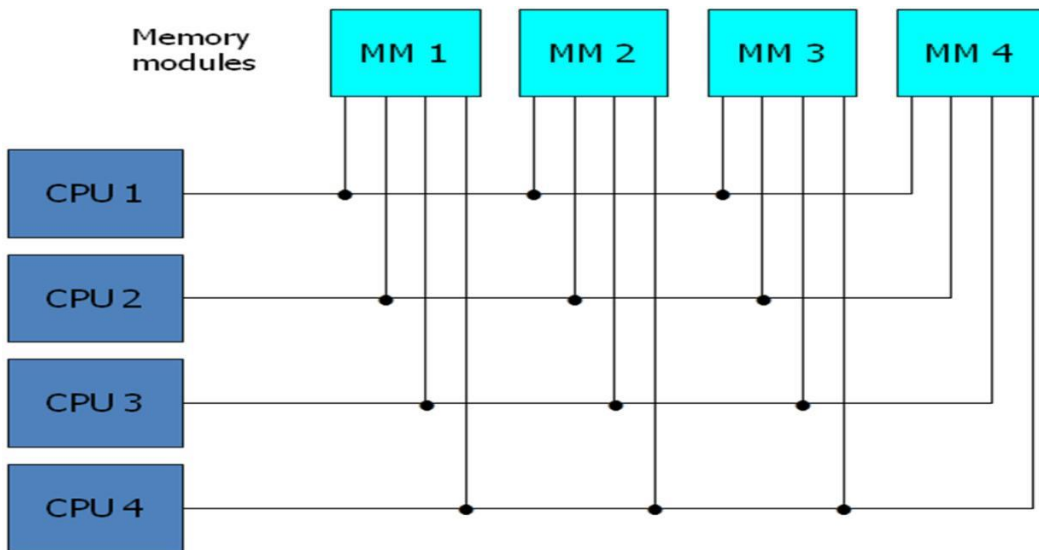 Memory
modules
MM 1
MM 2
MM 3
MM 4
CPU 1
CPU 2
CPU 3
CPU 4